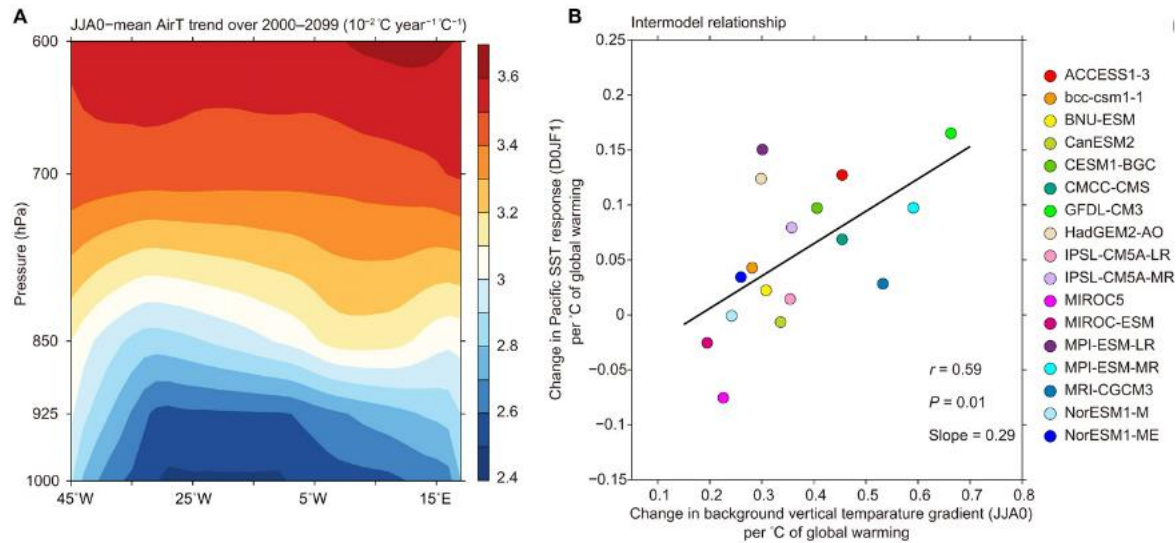 A
JJA0−mean AirT trend over 2000−2099 (10⁻² ℃ year⁻¹ ℃⁻¹)
Pressure (hPa)
600
700
850
925
1000
45°W
25°W
5°W
15°E
3.6
3.4
3.2
3
2.8
2.6
2.4
B
Intermodel relationship
Change in Pacific SST response (D0JF1)
per °C of global warming
0.25
0.2
0.15
0.1
0.05
0
−0.05
−0.1
−0.15
0.1
0.2
0.3
0.4
0.5
0.6
0.7
0.8
Change in background vertical temparature gradient (JJA0)
per °C of global warming
r = 0.59
P = 0.01
Slope = 0.29
ACCESS1-3
bcc-csm1-1
BNU-ESM
CanESM2
CESM1-BGC
CMCC-CMS
GFDL-CM3
HadGEM2-AO
IPSL-CM5A-LR
IPSL-CM5A-MR
MIROC5
MIROC-ESM
MPI-ESM-LR
MPI-ESM-MR
MRI-CGCM3
NorESM1-M
NorESM1-ME